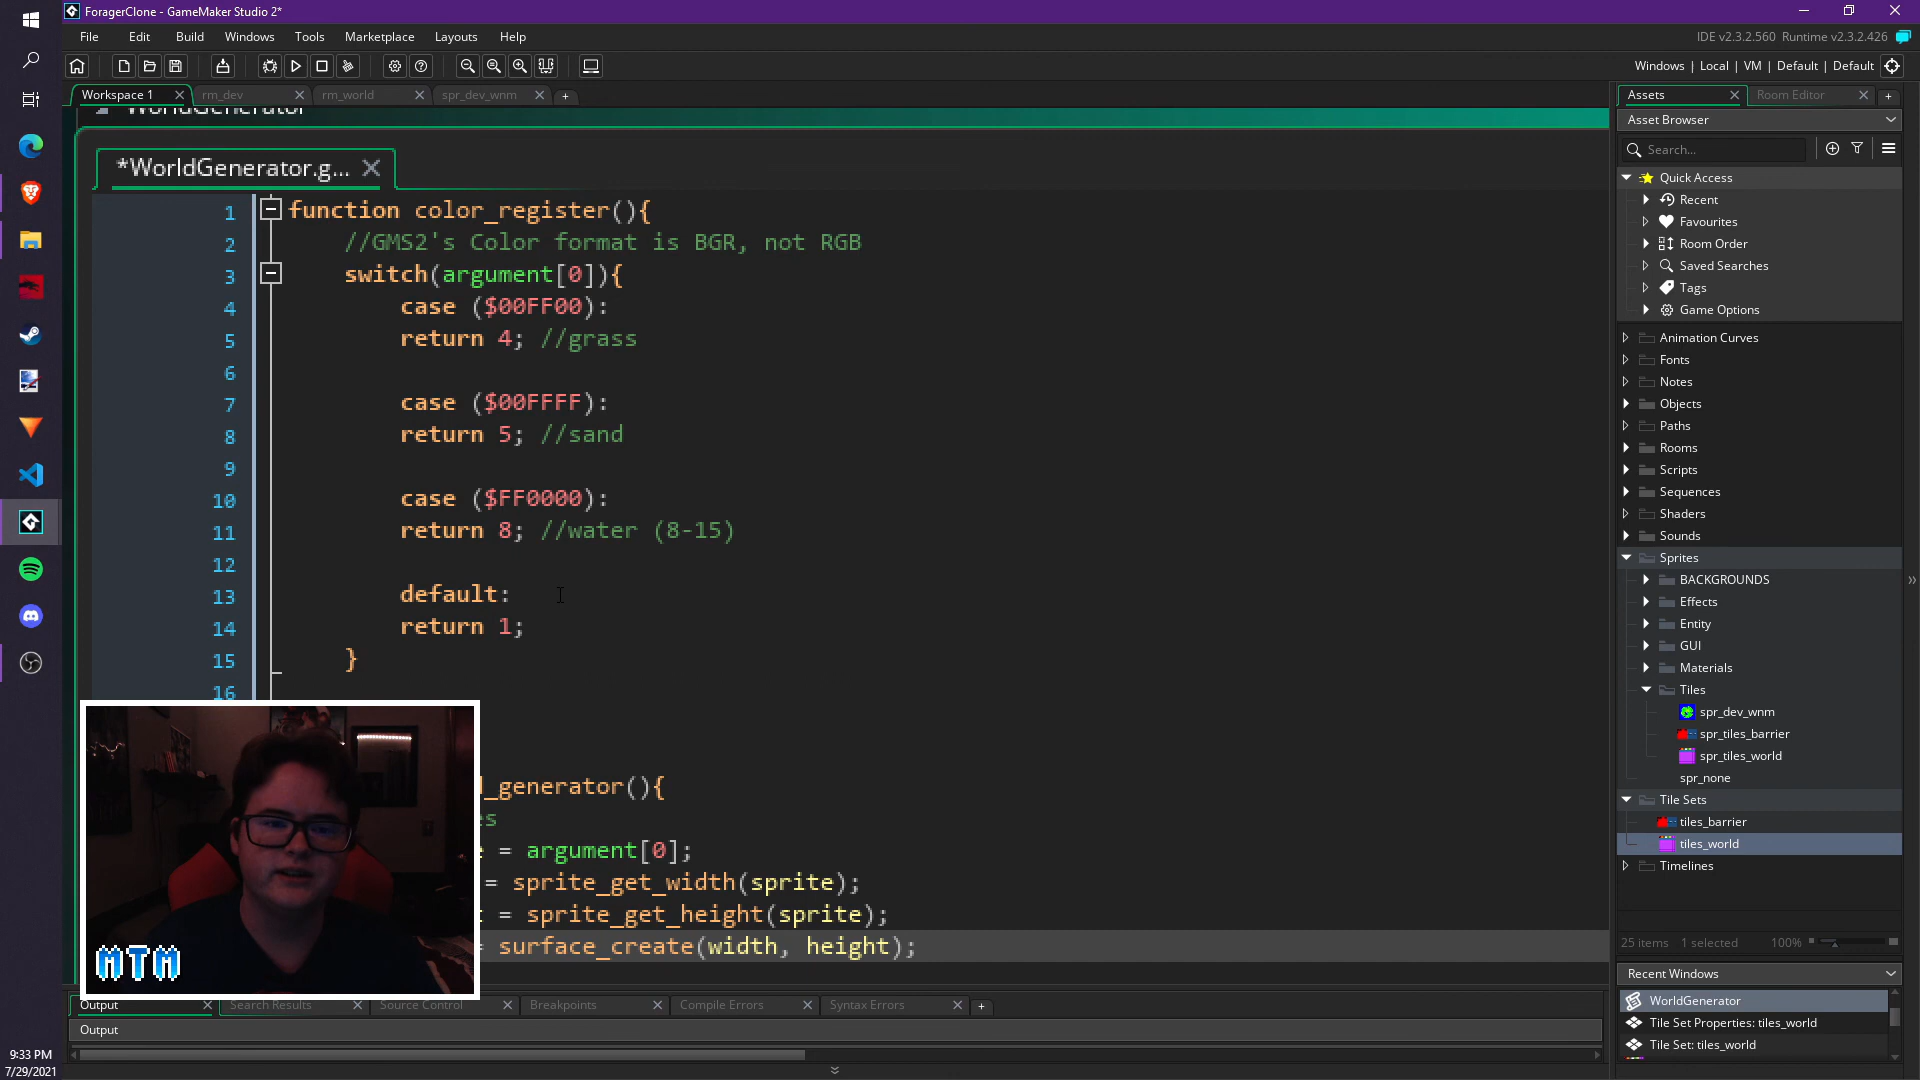 ForagerClone - GameMaker Studio 2*
File Edit Build Windows Tools Marketplace Layouts Help
IDE v2.3.2.560 Runtime v2.3.2.426
Windows | Local | VM | Default | Default
Workspace 1 rm_dev rm_world spr_dev_wnm
WorldGenerator
*WorldGenerator.g...
1 function color_register(){
2 //GMS2's Color format is BGR, not RGB
3 switch(argument[0]){
4 case ($00FF00):
5 return 4; //grass
6
7 case ($00FFFF):
8 return 5; //sand
9
10 case ($FF0000):
11 return 8; //water (8-15)
12
13 default:
14 return 1;
15 }
16
_generator(){
es
= argument[0];
= sprite_get_width(sprite);
= sprite_get_height(sprite);
= surface_create(width, height);
MTM
Output Search Results Source Control Breakpoints Compile Errors Syntax Errors
Output
Assets Room Editor
Asset Browser
Search...
Quick Access
Recent
Favourites
Room Order
Saved Searches
Tags
Game Options
Animation Curves
Fonts
Notes
Objects
Paths
Rooms
Scripts
Sequences
Shaders
Sounds
Sprites
BACKGROUNDS
Effects
Entity
GUI
Materials
Tiles
spr_dev_wnm
spr_tiles_barrier
spr_tiles_world
spr_none
Tile Sets
tiles_barrier
tiles_world
Timelines
25 items 1 selected 100%
Recent Windows
WorldGenerator
Tile Set Properties: tiles_world
Tile Set: tiles_world
9:33 PM
7/29/2021